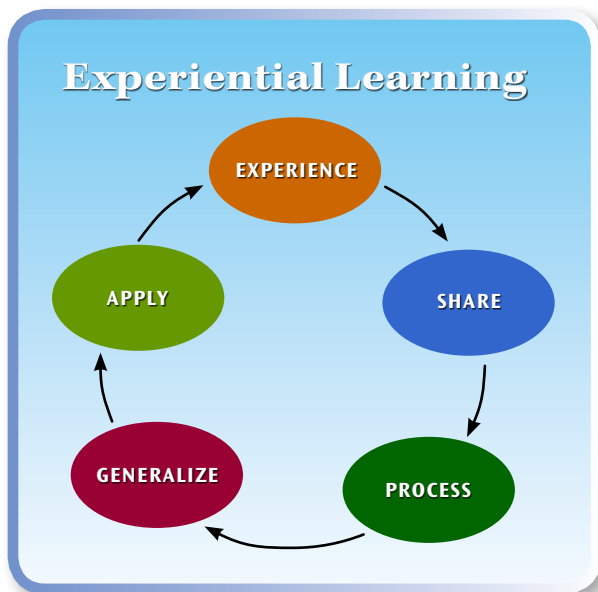 Experiential Learning
EXPERIENCE
SHARE
PROCESS
GENERALIZE
APPLY